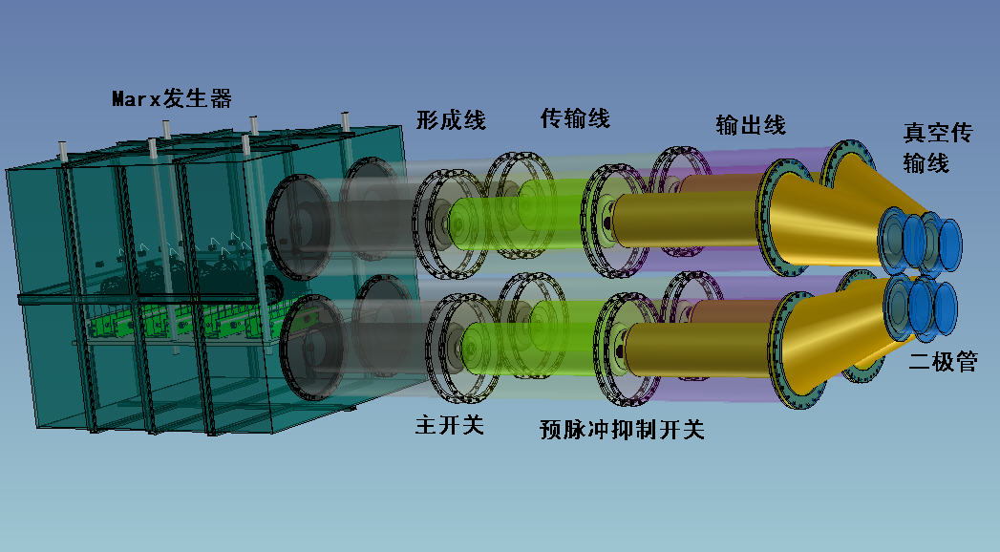 Marx发生器
形成线
传输线
输出线
真空传
输线
二极管
主开关
预脉冲抑制开关